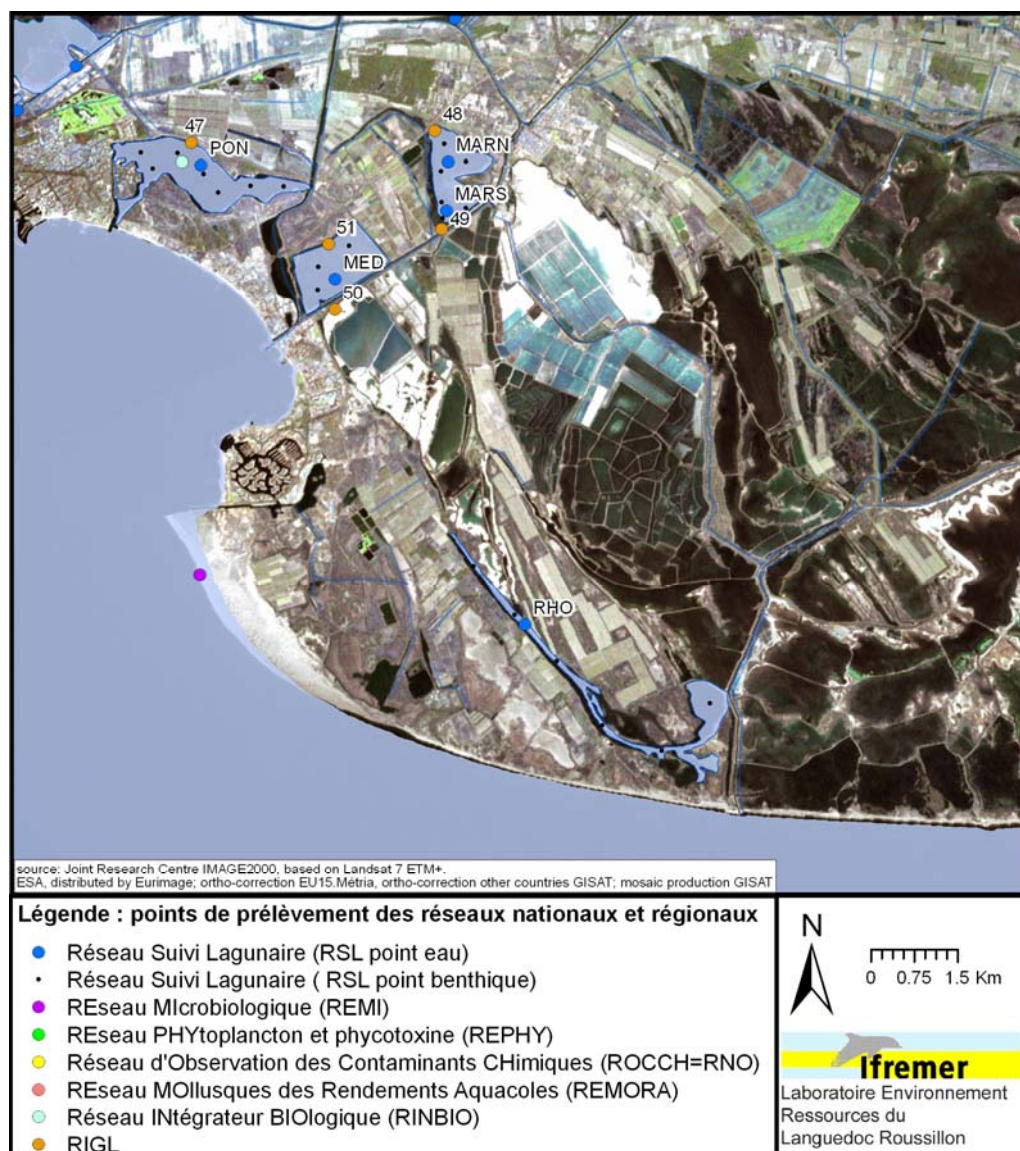 48
47
PON
MARN
MARS
49
51
MED
50
RHO
source: Joint Research Centre IMAGE2000, based on Landsat 7 ETM+.
ESA, distributed by Eurimage; ortho-correction EU15.Métria, ortho-correction other countries GISAT; mosaic production GISAT
Légende : points de prélèvement des réseaux nationaux et régionaux
Réseau Suivi Lagunaire (RSL point eau)
Réseau Suivi Lagunaire ( RSL point benthique)
REseau MIcrobiologique (REMI)
REseau PHYtoplancton et phycotoxine (REPHY)
Réseau d'Observation des Contaminants CHimiques (ROCCH=RNO)
REseau MOllusques des Rendements Aquacoles (REMORA)
Réseau INtégrateur BIOlogique (RINBIO)
RIGL
N
0 0.75 1.5 Km
Ifremer
Laboratoire Environnement
Ressources du
Languedoc Roussillon